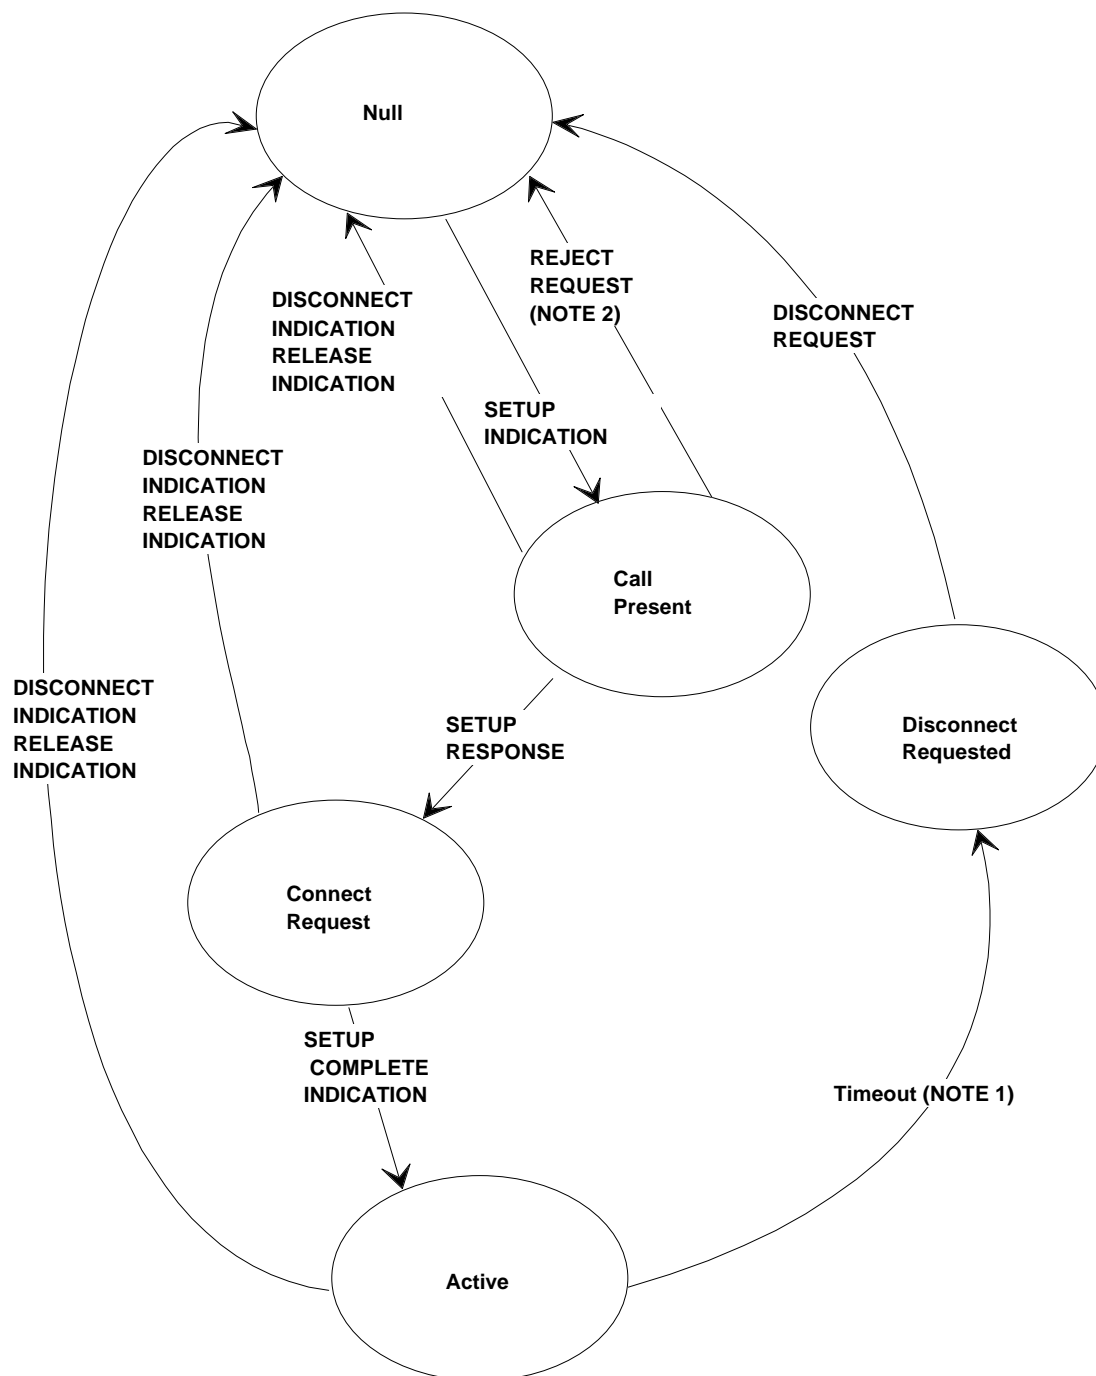 Null
REJECT
REQUEST
(NOTE 2)
DISCONNECT
INDICATION
RELEASE
INDICATION
DISCONNECT
REQUEST
SETUP
INDICATION
DISCONNECT
INDICATION
RELEASE
INDICATION
Call
Present
DISCONNECT
INDICATION
RELEASE
INDICATION
SETUP
RESPONSE
Disconnect
Requested
Connect
Request
SETUP
COMPLETE
INDICATION
Timeout (NOTE 1)
Active